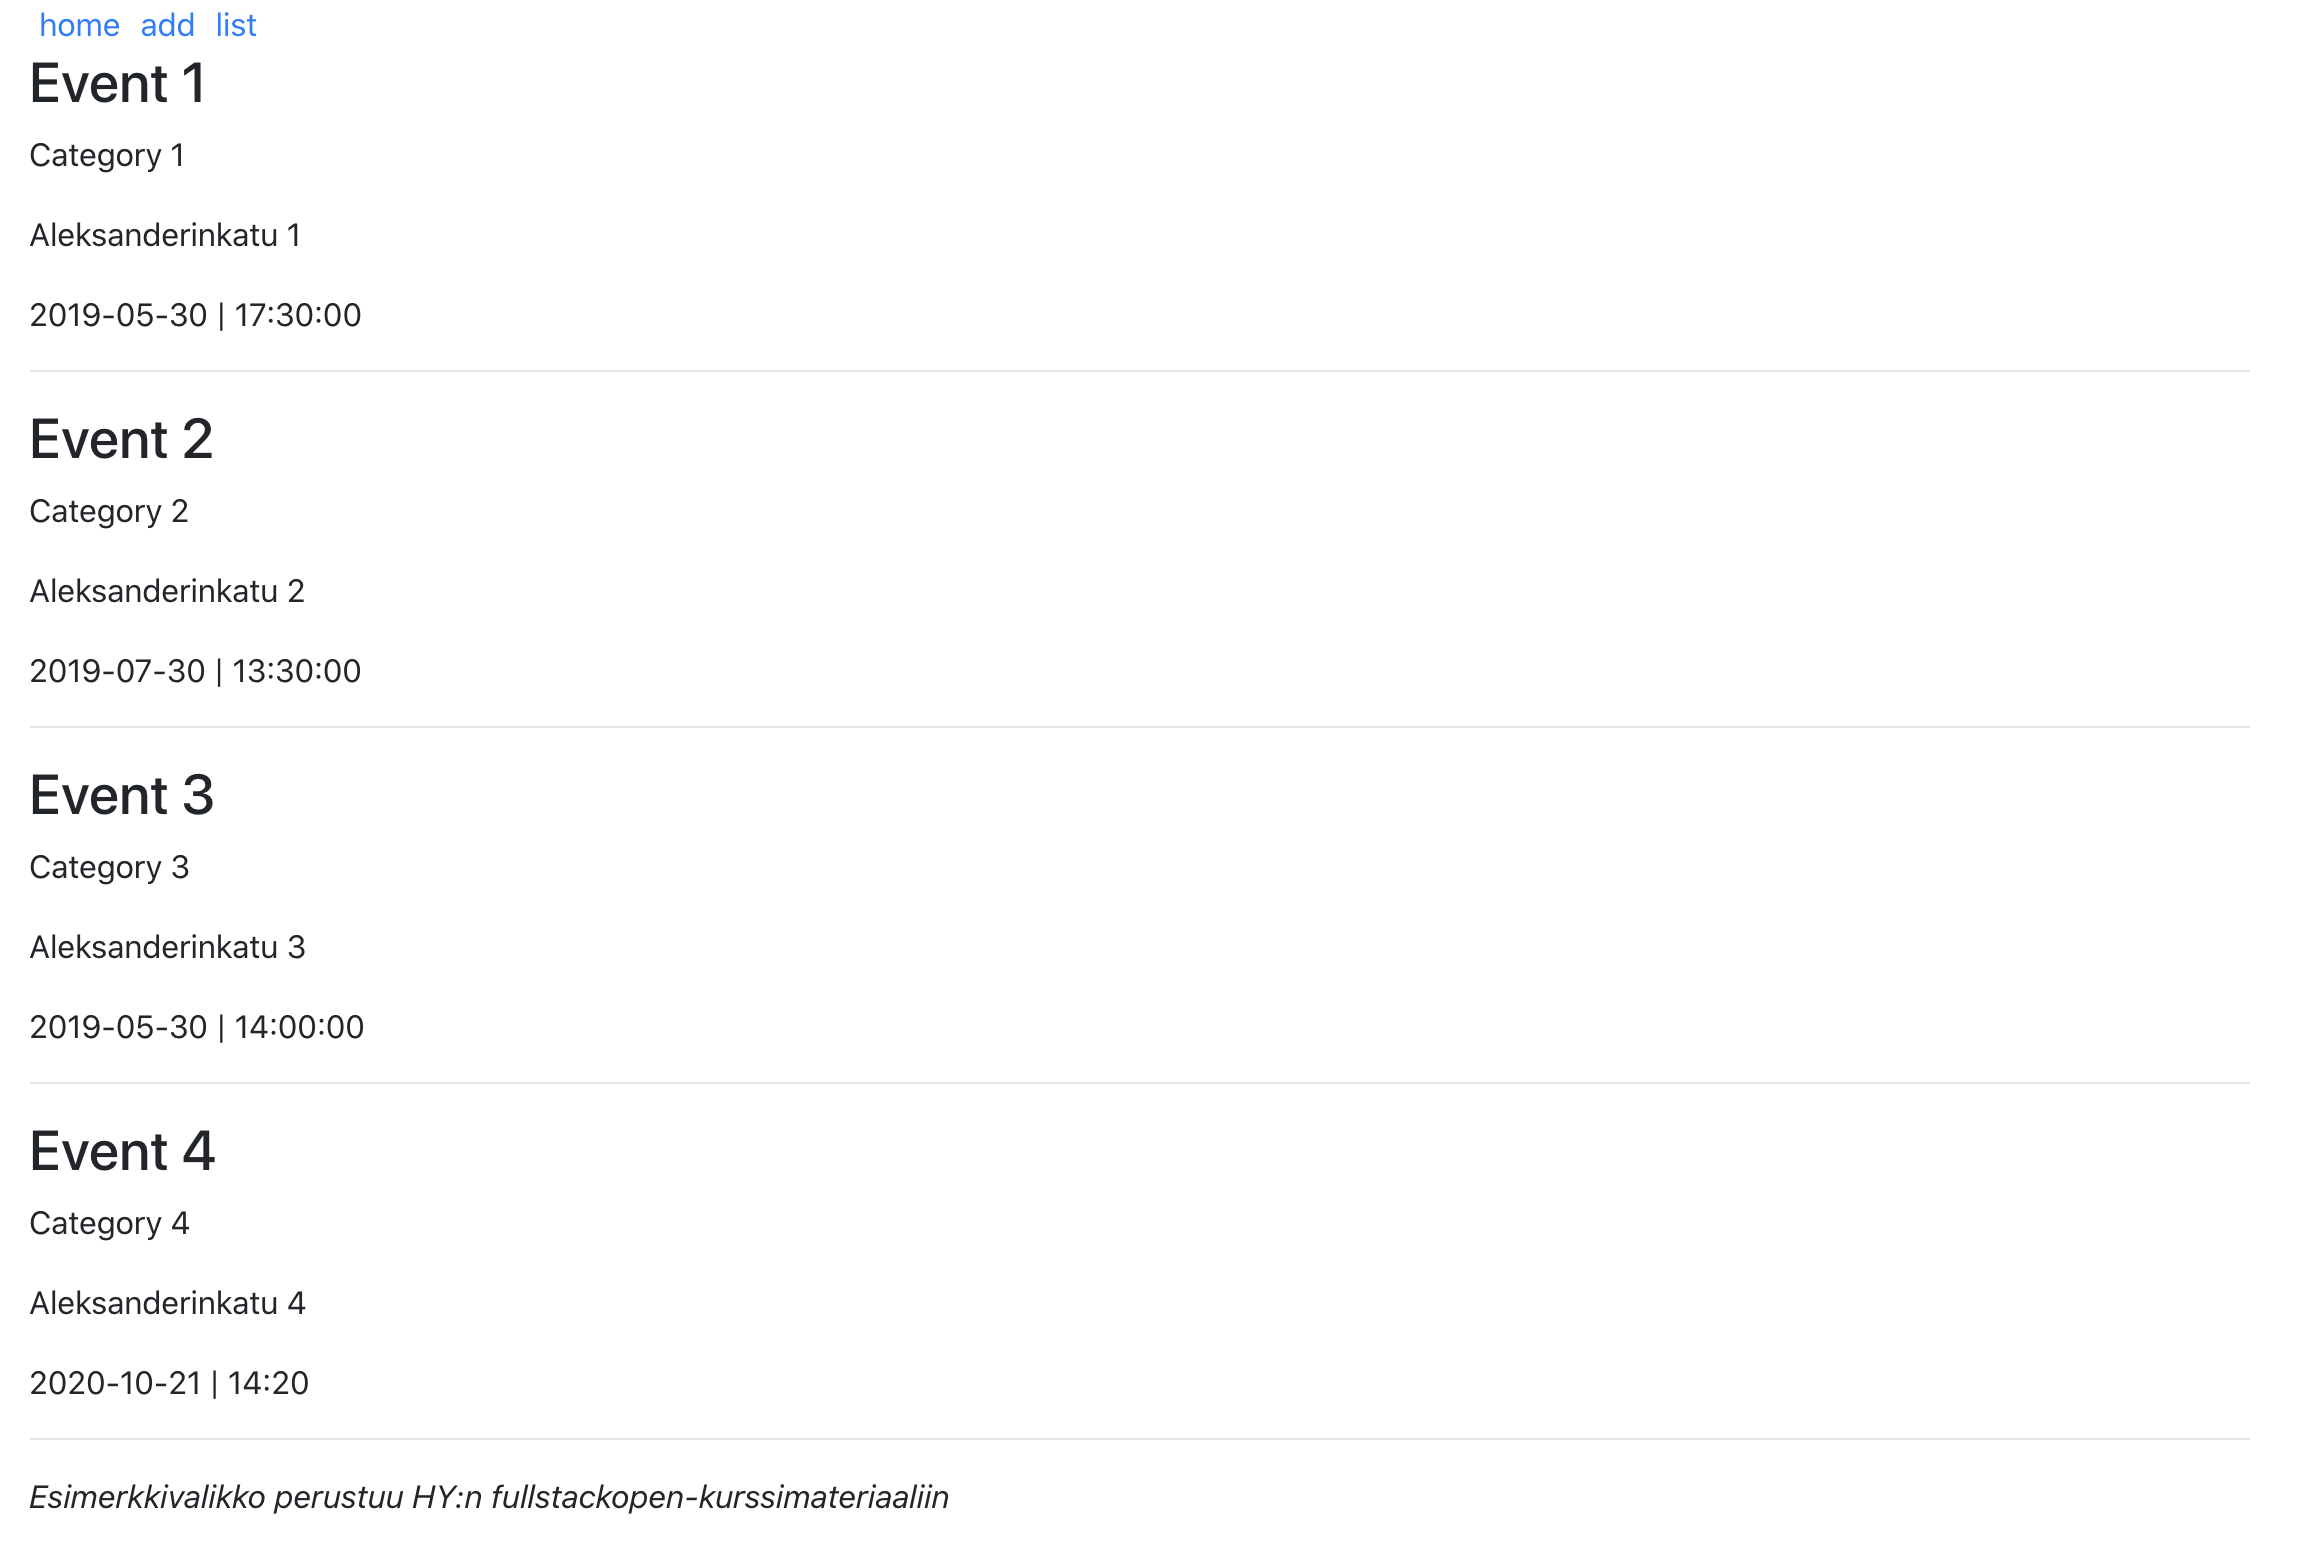 home add list
Event 1
Category 1
Aleksanderinkatu 1
2019-05-30 | 17:30:00
Event 2
Category 2
Aleksanderinkatu 2
2019-07-30 | 13:30:00
Event 3
Category 3
Aleksanderinkatu 3
2019-05-30 | 14:00:00
Event 4
Category 4
Aleksanderinkatu 4
2020-10-21 | 14:20
Esimerkkivalikko perustuu HY:n fullstackopen-kurssimateriaaliin